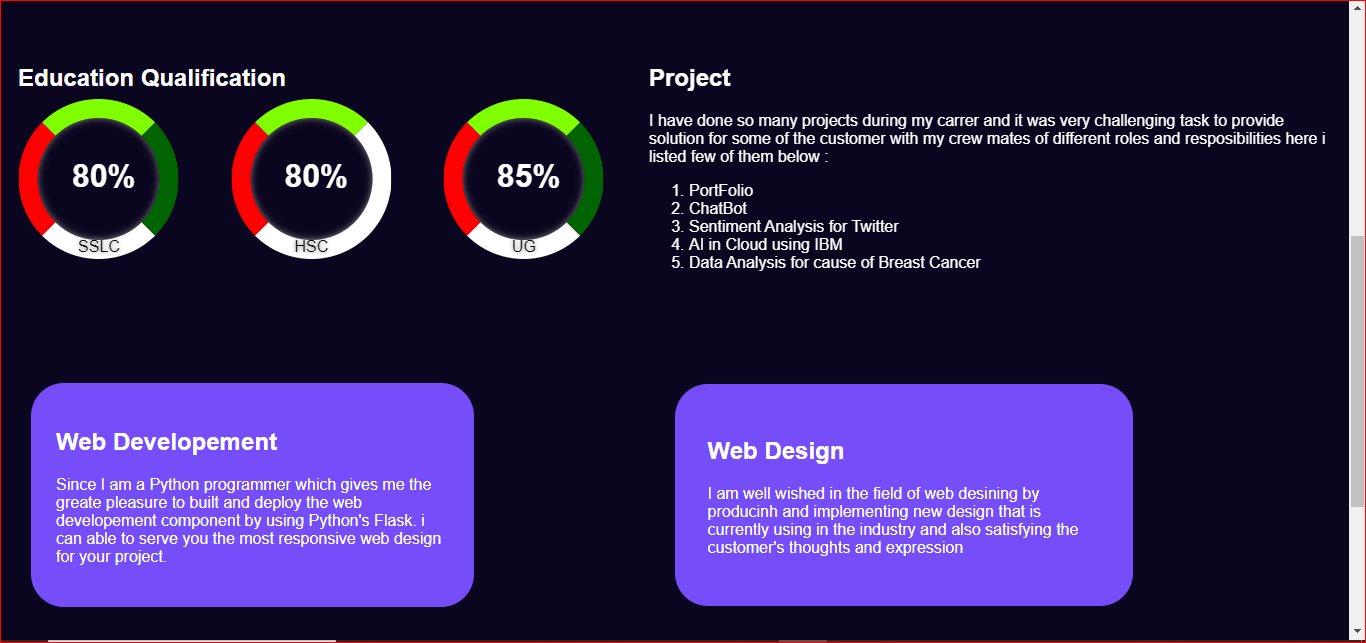 Education Qualification
80%
SSLC
80%
HSC
85%
UG
Project
I have done so many projects during my carrer and it was very challenging task to provide
solution for some of the customer with my crew mates of different roles and resposibilities here i
listed few of them below :
1. PortFolio
2. ChatBot
3. Sentiment Analysis for Twitter
4. AI in Cloud using IBM
5. Data Analysis for cause of Breast Cancer
Web Developement
Since I am a Python programmer which gives me the
greate pleasure to built and deploy the web
developement component by using Python's Flask. i
can able to serve you the most responsive web design
for your project.
Web Design
I am well wished in the field of web desining by
producinh and implementing new design that is
currently using in the industry and also satisfying the
customer's thoughts and expression